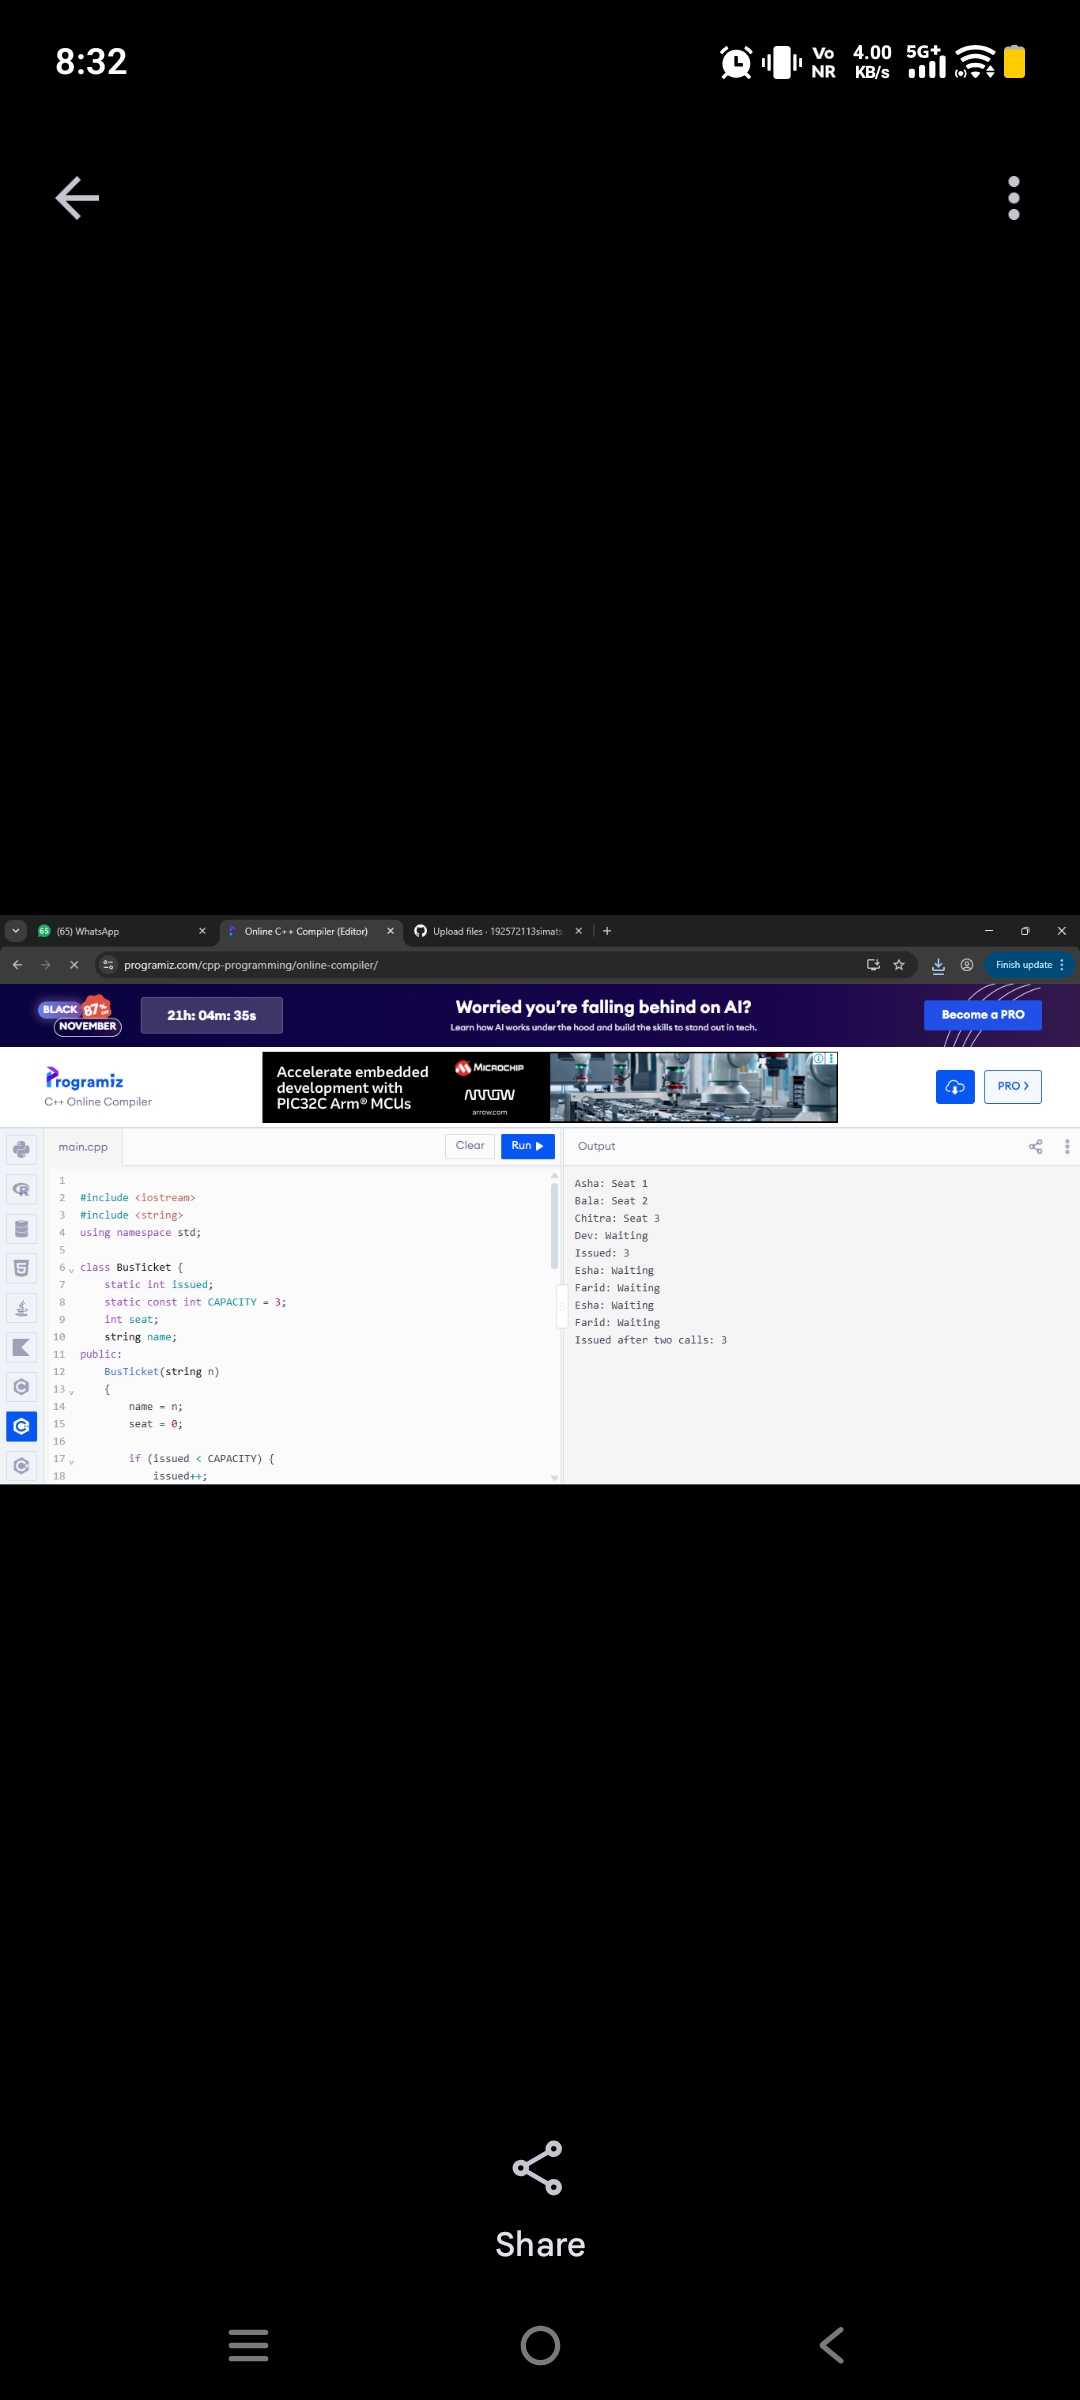 8:32
Vo
NR
4.00
KB/s
5G+
65
(65) WhatsApp
Online C++ Compiler (Editor)
Upload files · 192572113simats
programiz.com/cpp-programming/online-compiler/
Finish update
BLACK
87%
NOVEMBER
21h: 04m: 35s
Worried you're falling behind on AI?
Learn how AI works under the hood and build the skills to stand out in tech.
Become a PRO
Programiz
C++ Online Compiler
Accelerate embedded
development with
PIC32C Arm® MCUs
MICROCHIP
ARROW
arrow.com
PRO >
main.cpp
Clear
Run
Output
1
2 #include <iostream>
3 #include <string>
4 using namespace std;
5
6 class BusTicket {
7 static int issued;
8 static const int CAPACITY = 3;
9 int seat;
10 string name;
11 public:
12 BusTicket(string n)
13 {
14 name = n;
15 seat = 0;
16
17 if (issued < CAPACITY) {
18 issued++;
Asha: Seat 1
Bala: Seat 2
Chitra: Seat 3
Dev: Waiting
Issued: 3
Esha: Waiting
Farid: Waiting
Esha: Waiting
Farid: Waiting
Issued after two calls: 3
Share